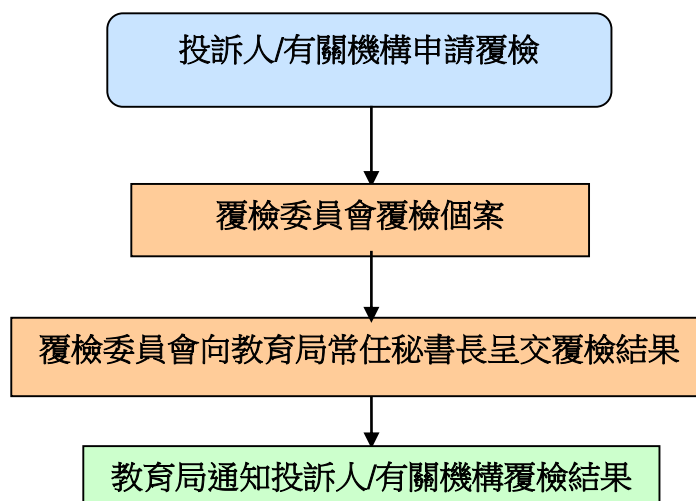 投訴人/有關機構申請覆檢
覆檢委員會覆檢個案
覆檢委員會向教育局常任秘書長呈交覆檢結果
教育局通知投訴人/有關機構覆檢結果